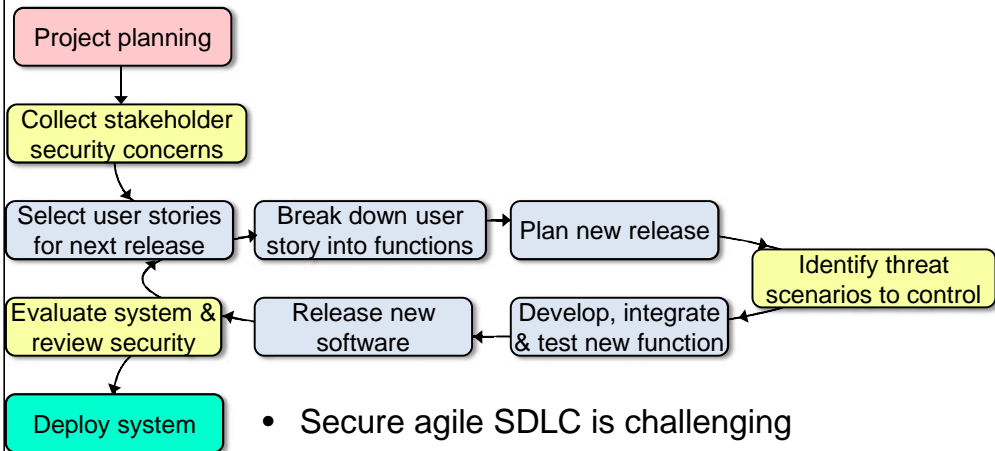 Project planning
Collect stakeholder
security concerns
Select user stories
for next release
Break down user
story into functions
Plan new release
Identify threat
scenarios to control
Develop, integrate
& test new function
Release new
software
Evaluate system &
review security
Deploy system
• Secure agile SDLC is challenging